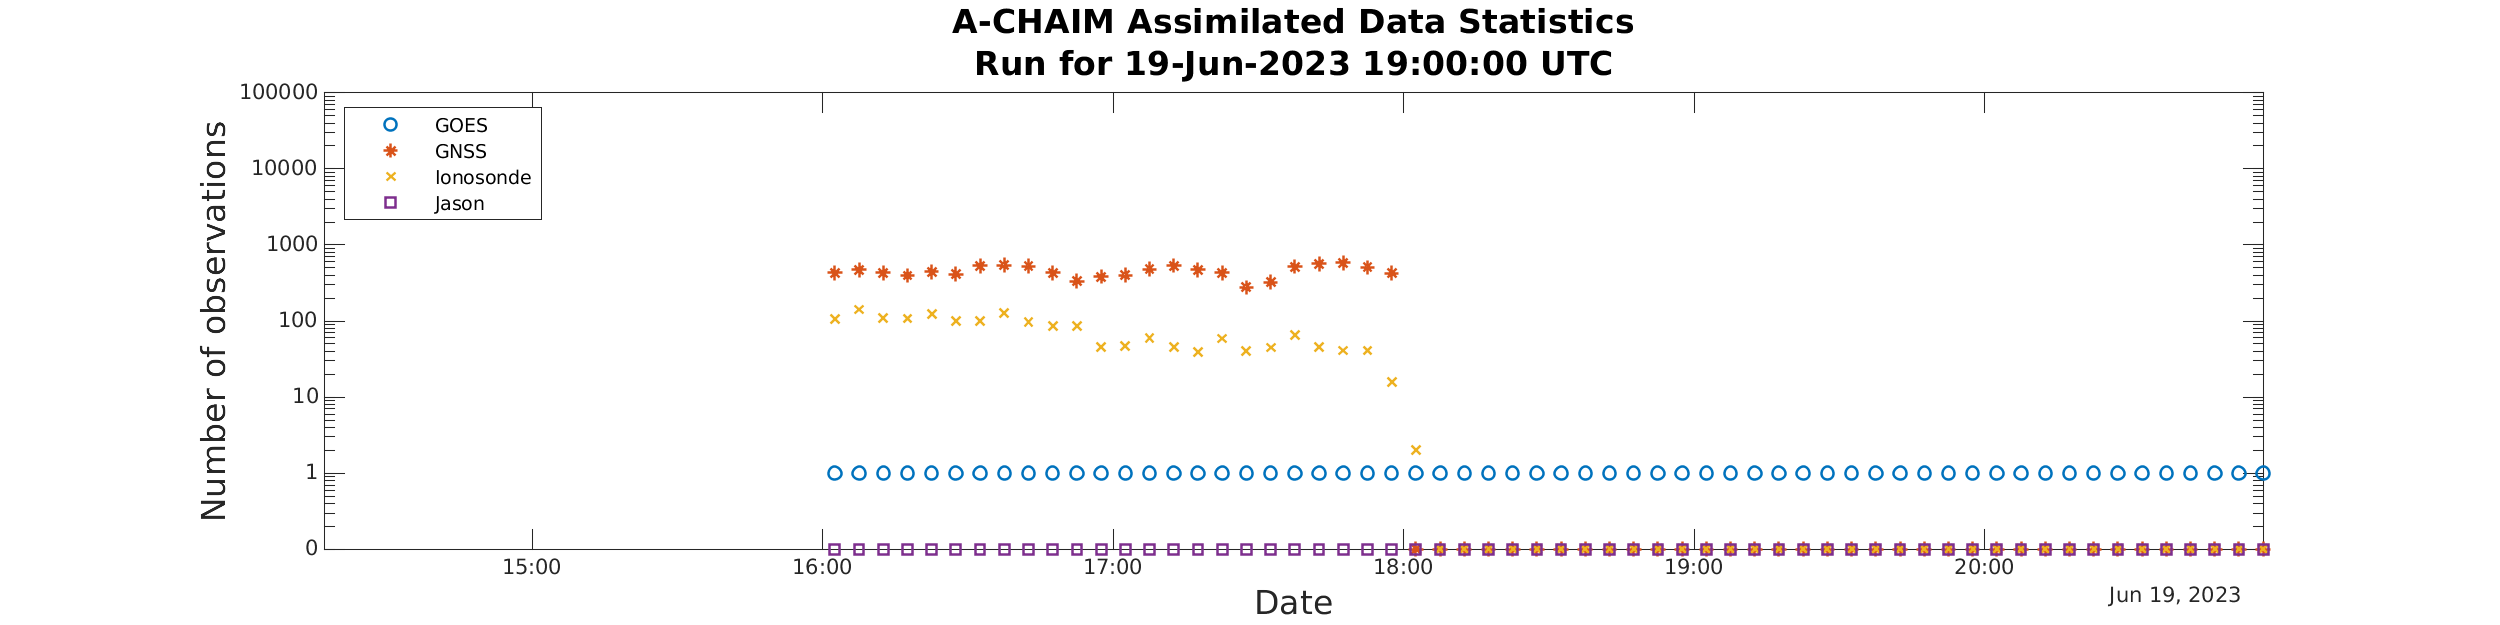 A-CHAIM Assimilated Data Statistics
Run for 19-Jun-2023 19:00:00 UTC
Number of observations
100000
10000
1000
100
10
1
0
GOES
GNSS
Ionosonde
Jason
15:00 16:00 17:00 18:00 19:00 20:00
Date
Jun 19, 2023